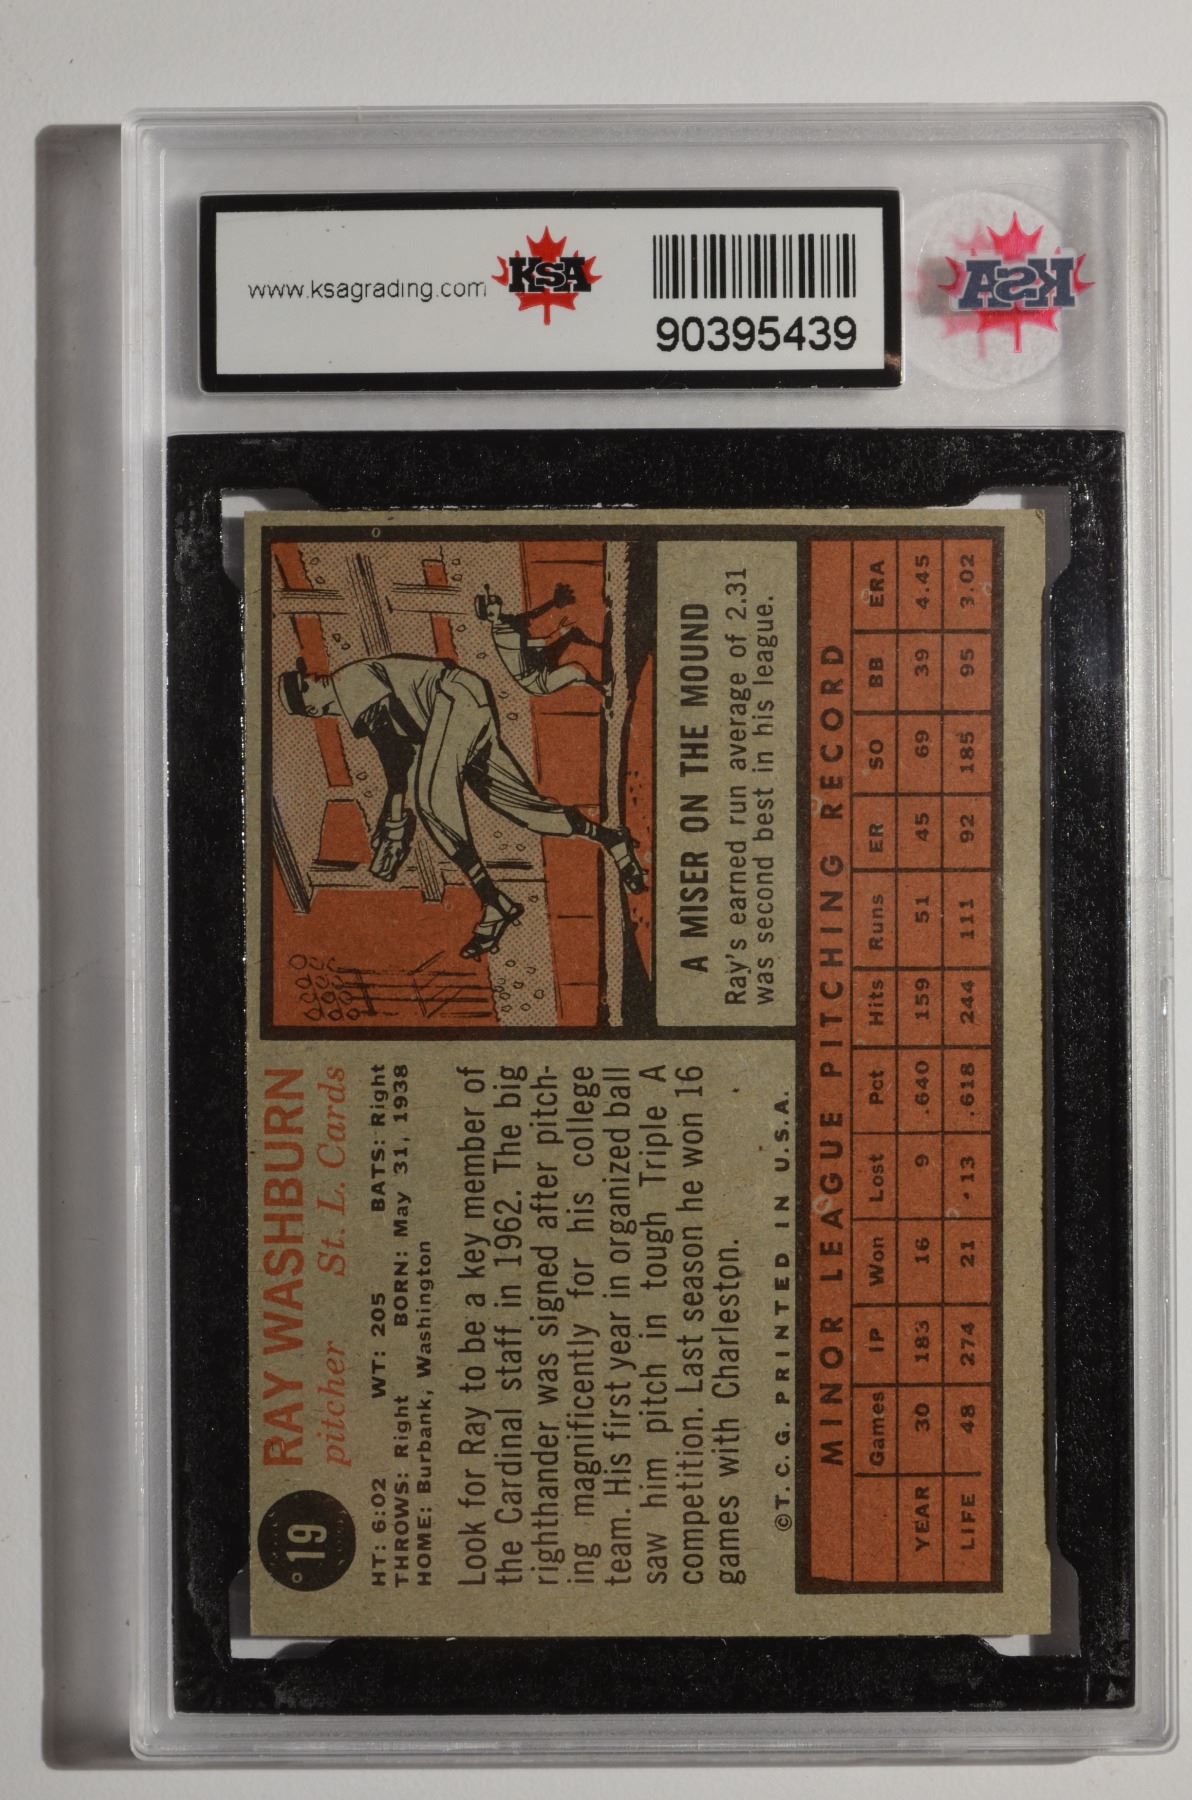 www.ksagrading.com
KSA
90395439
KSA
19
RAY WASHBURN
pitcher St. L. Cards
HT: 6:02 WT: 205 BATS: Right
THROWS: Right BORN: May 31, 1938
HOME: Burbank, Washington
Look for Ray to be a key member of
the Cardinal staff in 1962. The big
righthander was signed after pitch-
ing magnificently for his college
team. His first year in organized ball
saw him pitch in tough Triple A
competition. Last season he won 16
games with Charleston.
©T. C. G. PRINTED IN U.S.A.
A MISER ON THE MOUND
Ray's earned run average of 2.31
was second best in his league.
MINOR LEAGUE PITCHING RECORD
Games IP Won Lost Pct Hits Runs ER SO BB ERA
YEAR 30 183 16 9 .640 159 51 45 69 39 4.45
LIFE 48 274 21 13 .618 244 111 92 185 95 3.02